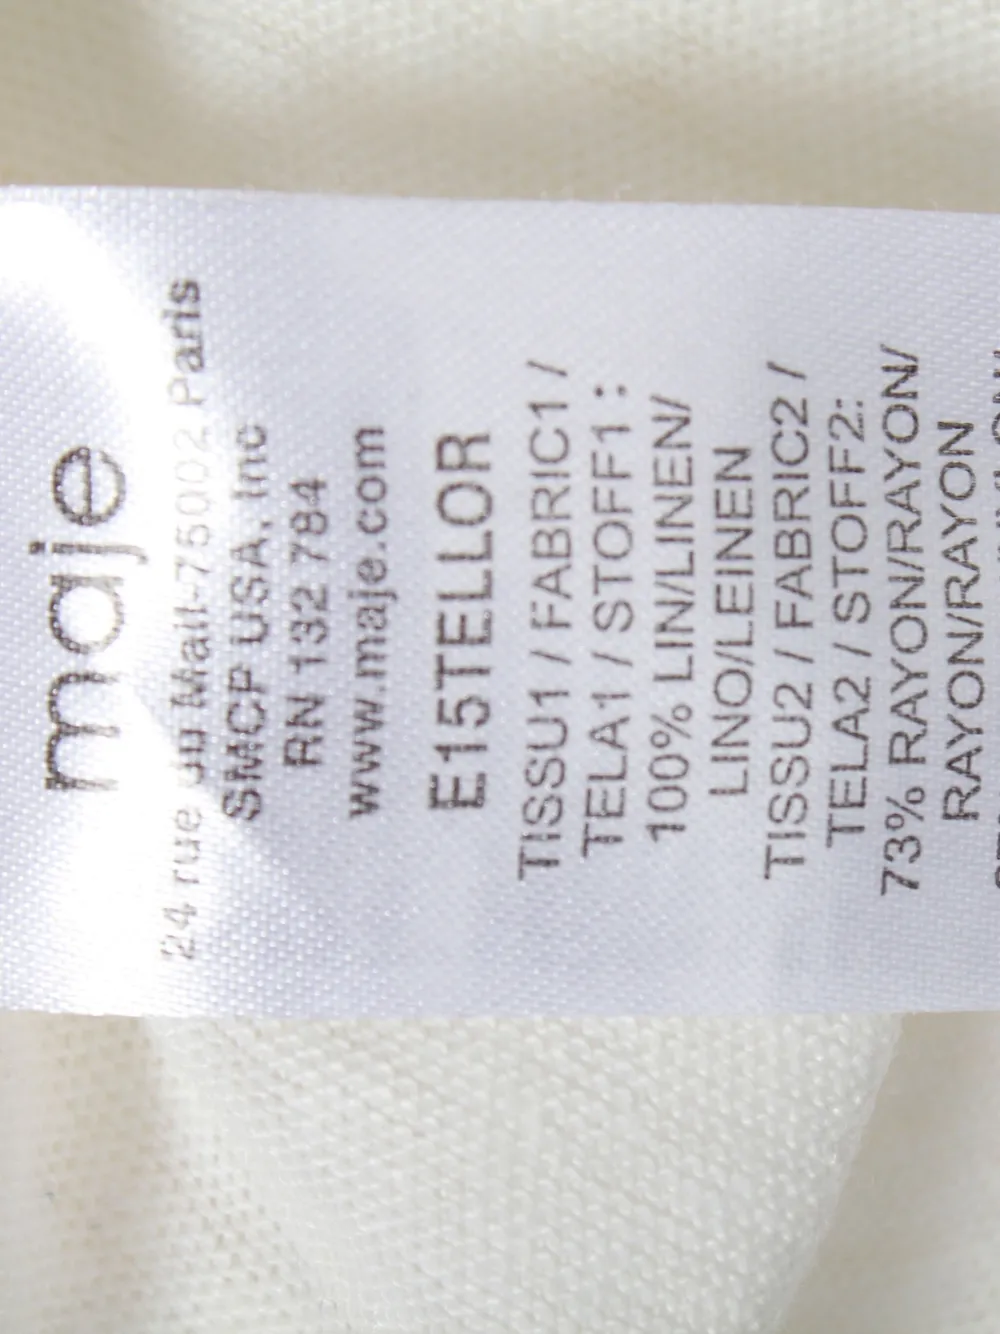 maje
24 rue du Mail-75002 Paris
SMCP USA, Inc
RN 132 784
www.maje.com
E15TELLOR
TISSU1 / FABRIC1 /
TELA1 / STOFF1 :
100% LIN/LINEN/
LINO/LEINEN
TISSU2 / FABRIC2 /
TELA2 / STOFF2:
73% RAYON/RAYON/
RAYON/RAYON